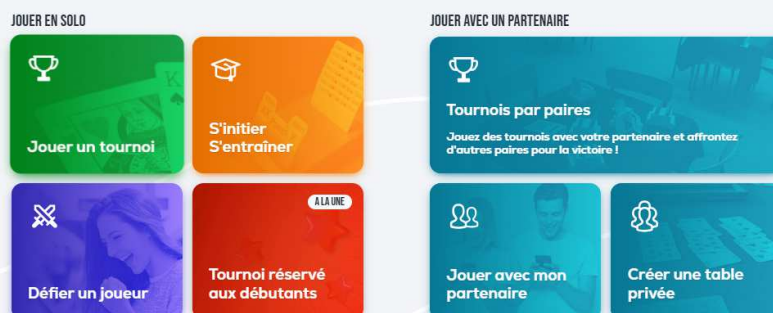 JOUER EN SOLO
Jouer un tournoi
S'initier
S'entraîner
Défier un joueur
A LA UNE
Tournoi réservé
aux débutants
JOUER AVEC UN PARTENAIRE
Tournois par paires
Jouez des tournois avec votre partenaire et affrontez
d'autres paires pour la victoire !
Jouer avec mon
partenaire
Créer une table
privée